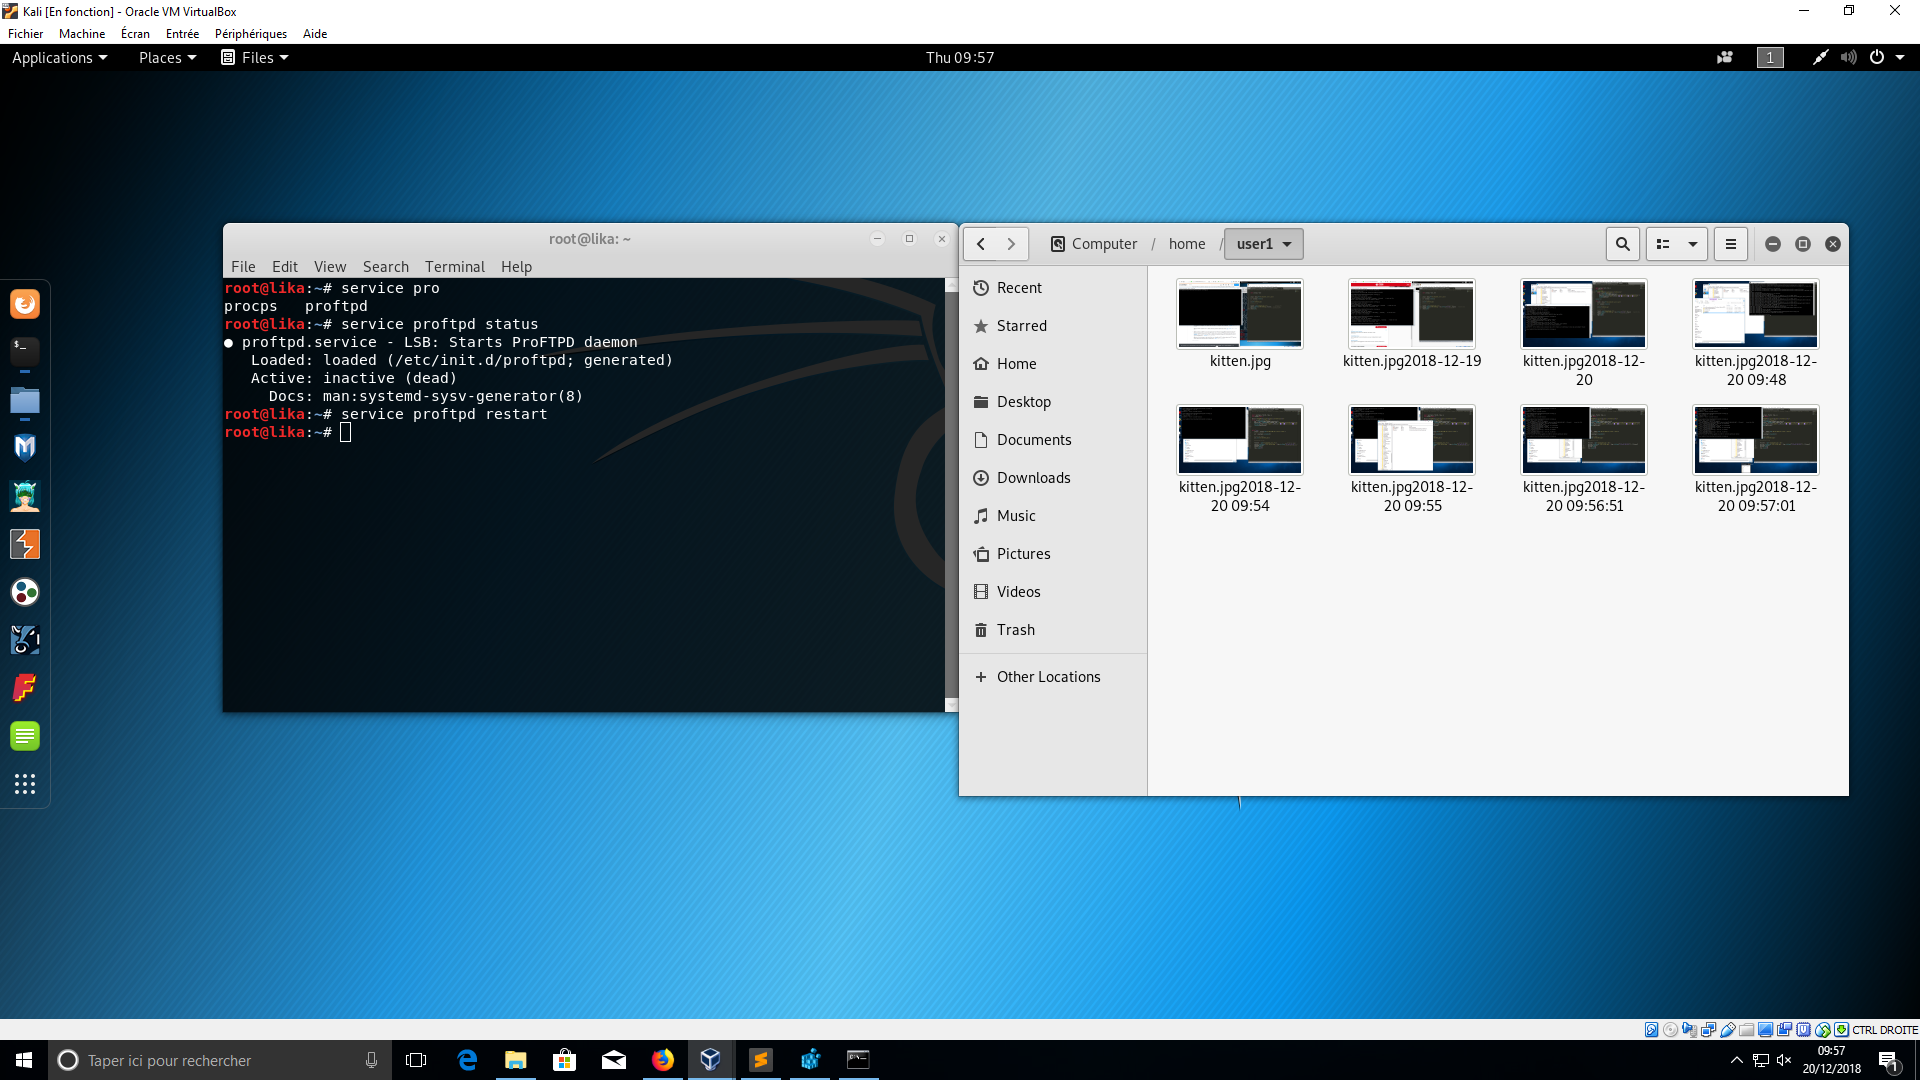 Kali [En fonction] - Oracle VM VirtualBox
Fichier Machine Écran Entrée Périphériques Aide
Applications Places Files Thu 09:57 1
root@lika: ~
File Edit View Search Terminal Help
root@lika:~# service pro
procps proftpd
root@lika:~# service proftpd status
● proftpd.service - LSB: Starts ProFTPD daemon
Loaded: loaded (/etc/init.d/proftpd; generated)
Active: inactive (dead)
Docs: man:systemd-sysv-generator(8)
root@lika:~# service proftpd restart
root@lika:~#
Computer / home / user1
Recent
Starred
Home
Desktop
Documents
Downloads
Music
Pictures
Videos
Trash
+ Other Locations
kitten.jpg
kitten.jpg2018-12-19
kitten.jpg2018-12-
20
kitten.jpg2018-12-
20 09:48
kitten.jpg2018-12-
20 09:54
kitten.jpg2018-12-
20 09:55
kitten.jpg2018-12-
20 09:56:51
kitten.jpg2018-12-
20 09:57:01
CTRL DROITE
Taper ici pour rechercher
09:57
20/12/2018
1